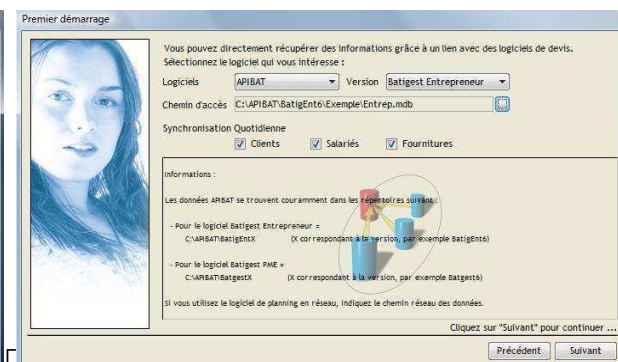 Premier démarrage
Vous pouvez directement récupérer des informations grâce à un lien avec des logiciels de devis.
Sélectionnez le logiciel qui vous intéresse :
Logiciels APIBAT Version Batigest Entrepreneur
Chemin d'accès C:\APIBAT\BatigEnt6\Exemple\Entrep.mdb
Synchronisation Quotidienne
Clients Salariés Fournitures
Informations :
Les données APIBAT se trouvent couramment dans les répertoires suivant :
- Pour le logiciel Batigest Entrepreneur =
C:\APIBAT\BatigEntX (X correspondant à la version, par exemple BatigEnt6)
- Pour le logiciel Batigest PME =
C:\APIBAT\BatgestX (X correspondant à la version, par exemple Batgest6)
Si vous utilisez le logiciel de planning en réseau, indiquez le chemin réseau des données.
Cliquez sur "Suivant" pour continuer ...
Précédent Suivant